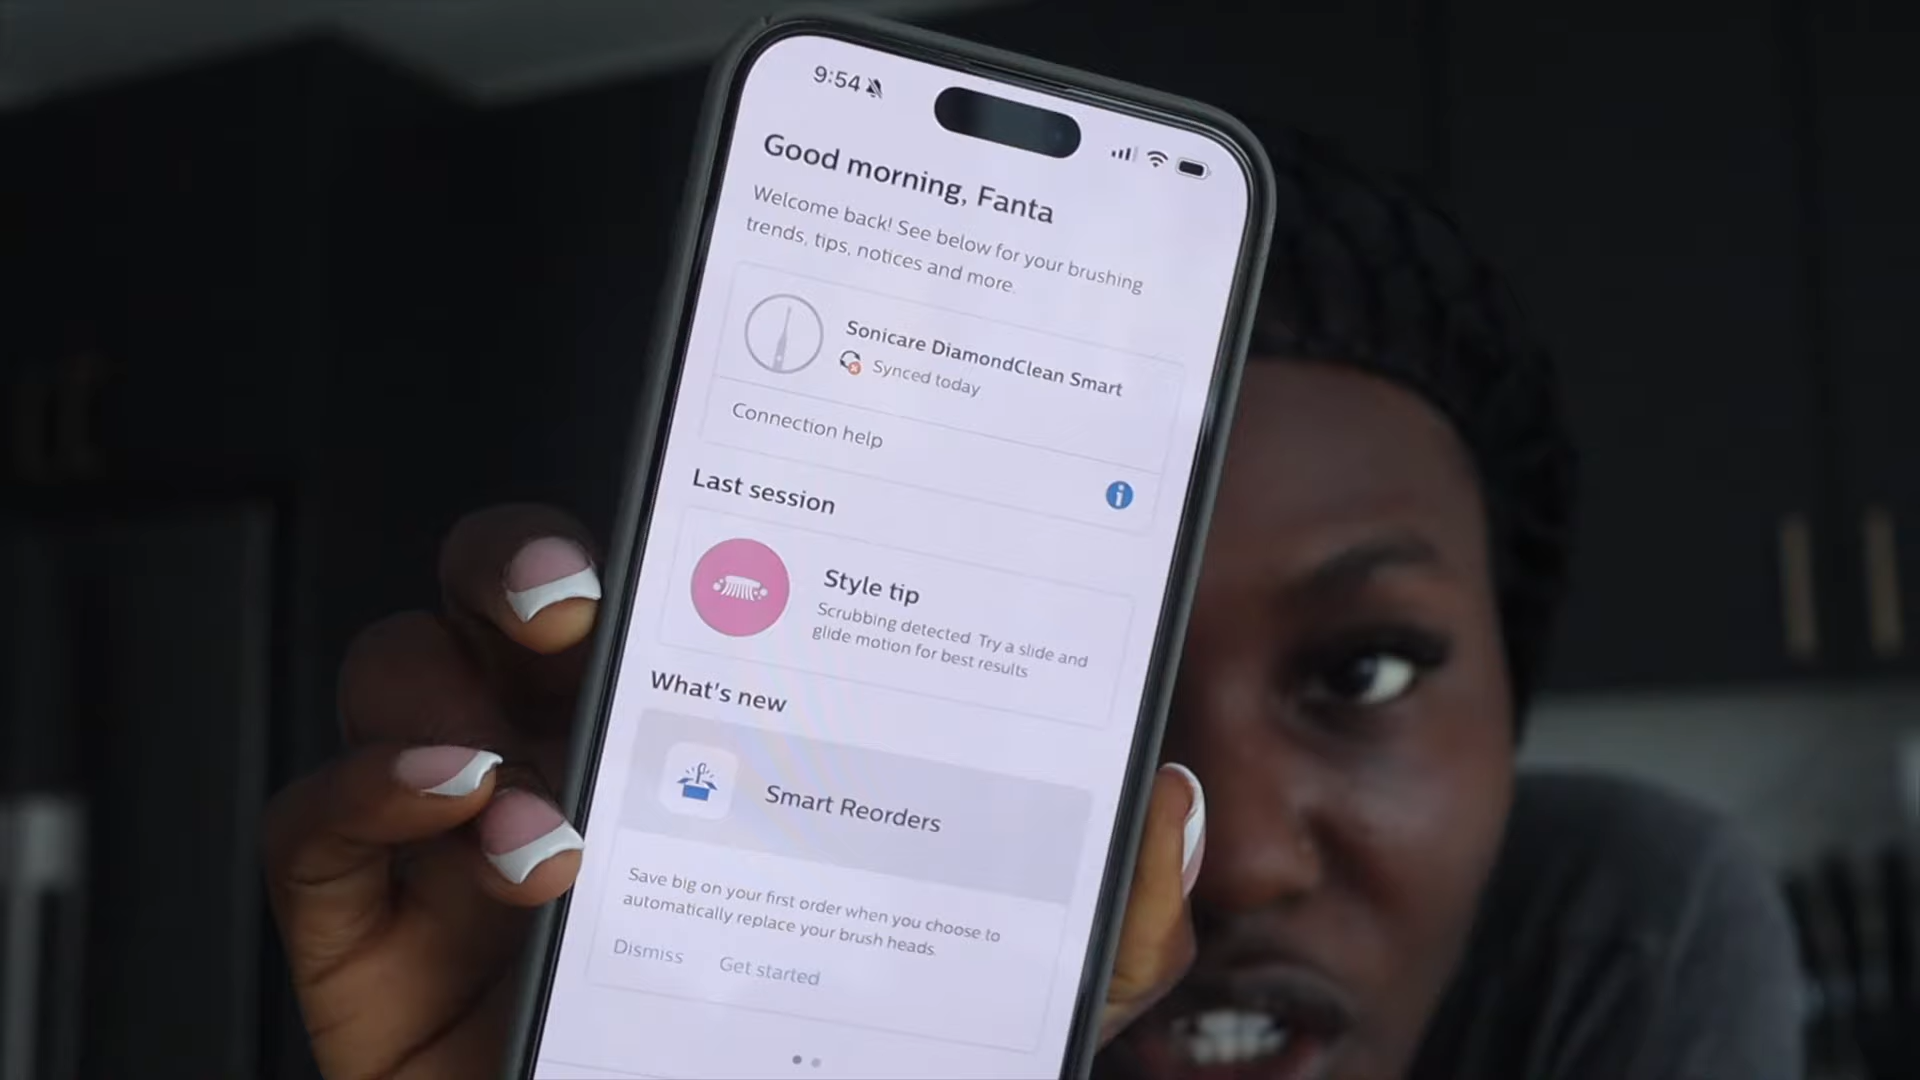 9:54
Good morning, Fanta
Welcome back! See below for your brushing
trends, tips, notices and more.
Sonicare DiamondClean Smart
Synced today
Connection help
Last session
Style tip
Scrubbing detected. Try a slide and
glide motion for best results
What's new
Smart Reorders
Save big on your first order when you choose to
automatically replace your brush heads.
Dismiss Get started